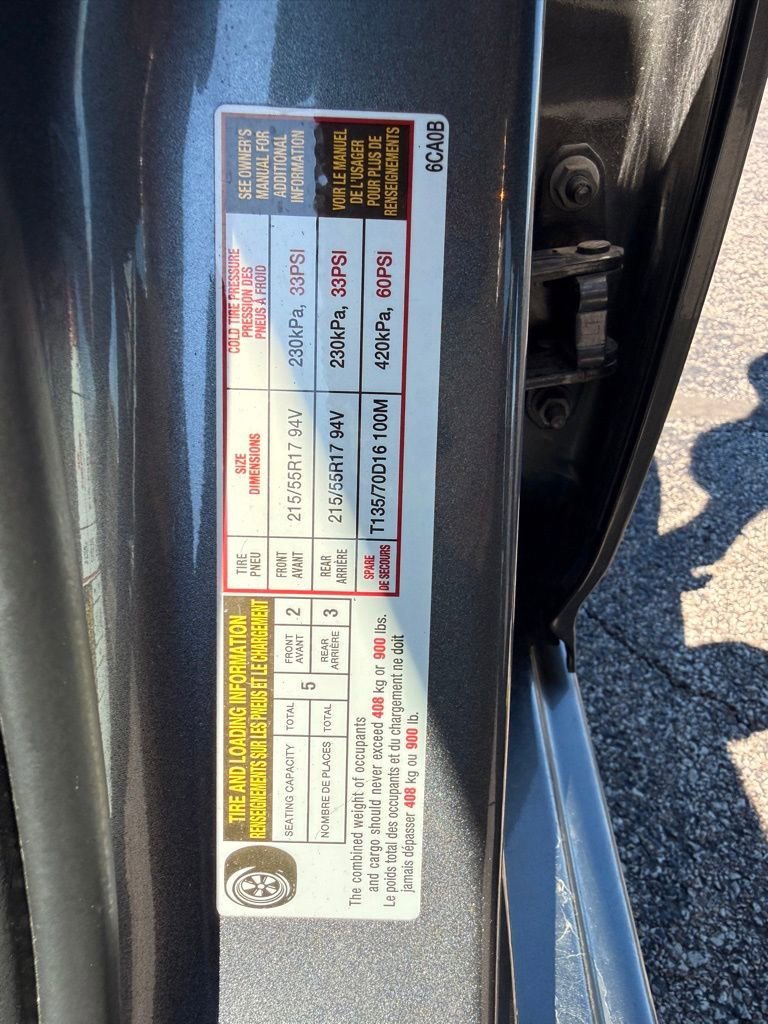 TIRE AND LOADING INFORMATION
RENSEIGNEMENTS SUR LES PNEUS ET LE CHARGEMENT
SEATING CAPACITY
NOMBRE DE PLACES
TOTAL
TOTAL
5
FRONT
AVANT
2
REAR
ARRIÈRE
3
The combined weight of occupants
and cargo should never exceed 408 kg or 900 lbs.
Le poids total des occupants et du chargement ne doit
jamais dépasser 408 kg ou 900 lb.
TIRE
PNEU
SIZE
DIMENSIONS
COLD TIRE PRESSURE
PRESSION DES
PNEUS À FROID
FRONT
AVANT
215/55R17 94V
230kPa, 33PSI
REAR
ARRIÈRE
215/55R17 94V
230kPa, 33PSI
SPARE
DE SECOURS
T135/70D16 100M
420kPa, 60PSI
SEE OWNER'S
MANUAL FOR
ADDITIONAL
INFORMATION
VOIR LE MANUEL
DE L'USAGER
POUR PLUS DE
RENSEIGNEMENTS
6CA0B